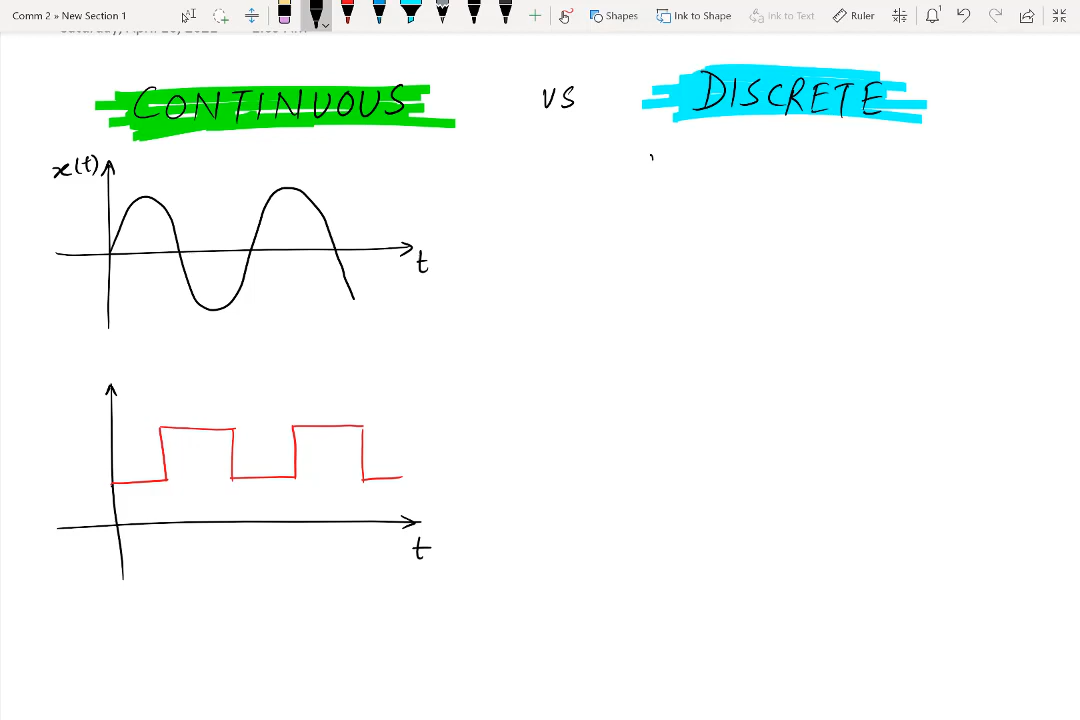 Comm 2 » New Section 1
Shapes
Ink to Shape
Ink to Text
Ruler
CONTINUOUS vs DISCRETE
x(t)
t
t